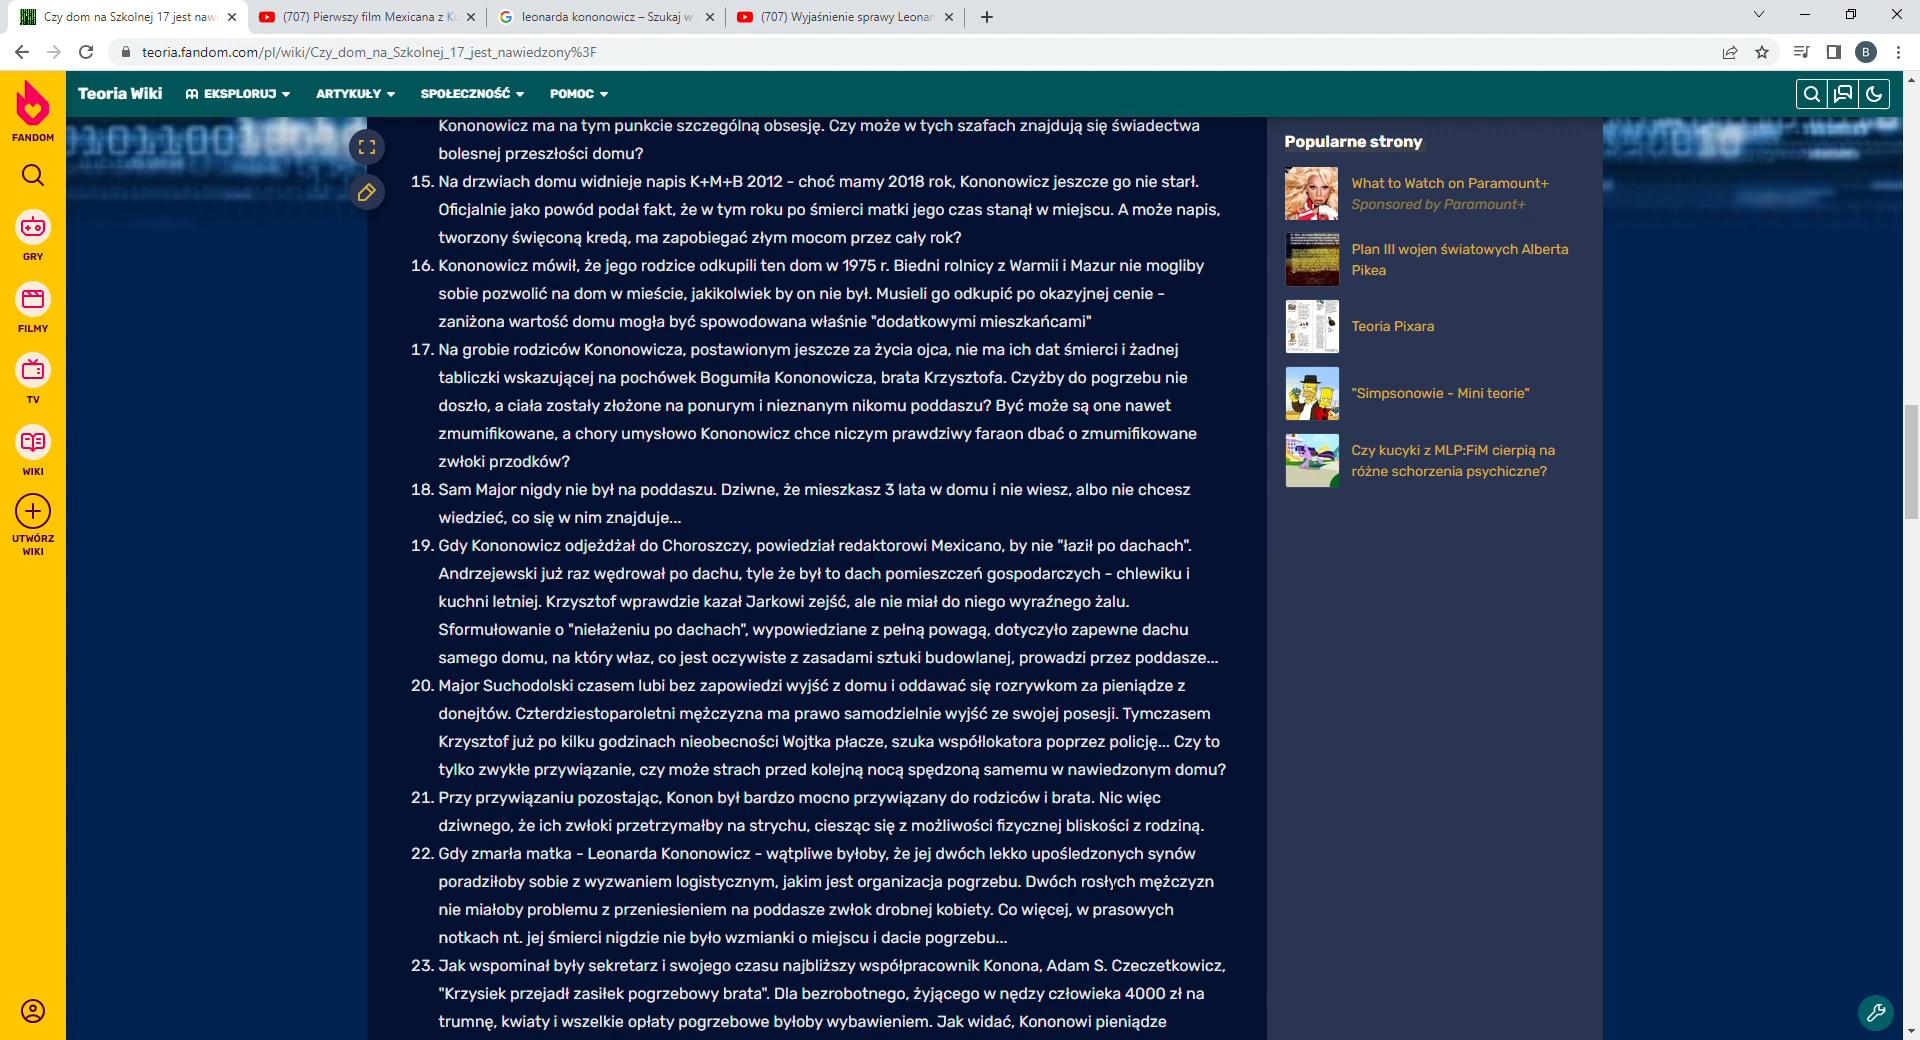 Czy dom na Szkolnej 17 jest naw
(707) Pierwszy film Mexicana z K
leonarda kononowicz – Szukaj w
(707) Wyjaśnienie sprawy Leonar
teoria.fandom.com/pl/wiki/Czy_dom_na_Szkolnej_17_jest_nawiedzony%3F
B
FANDOM
GRY
FILMY
TV
WIKI
UTWÓRZ
WIKI
Teoria Wiki
EKSPLORUJ
ARTYKUŁY
SPOŁECZNOŚĆ
POMOC
Kononowicz ma na tym punkcie szczególną obsesję. Czy może w tych szafach znajdują się świadectwa
bolesnej przeszłości domu?
15. Na drzwiach domu widnieje napis K+M+B 2012 - choć mamy 2018 rok, Kononowicz jeszcze go nie starł.
Oficjalnie jako powód podał fakt, że w tym roku po śmierci matki jego czas stanął w miejscu. A może napis,
tworzony święconą kredą, ma zapobiegać złym mocom przez cały rok?
16. Kononowicz mówił, że jego rodzice odkupili ten dom w 1975 r. Biedni rolnicy z Warmii i Mazur nie mogliby
sobie pozwolić na dom w mieście, jakikolwiek by on nie był. Musieli go odkupić po okazyjnej cenie -
zaniżona wartość domu mogła być spowodowana właśnie "dodatkowymi mieszkańcami"
17. Na grobie rodziców Kononowicza, postawionym jeszcze za życia ojca, nie ma ich dat śmierci i żadnej
tabliczki wskazującej na pochówek Bogumiła Kononowicza, brata Krzysztofa. Czyżby do pogrzebu nie
doszło, a ciała zostały złożone na ponurym i nieznanym nikomu poddaszu? Być może są one nawet
zmumifikowane, a chory umysłowo Kononowicz chce niczym prawdziwy faraon dbać o zmumifikowane
zwłoki przodków?
18. Sam Major nigdy nie był na poddaszu. Dziwne, że mieszkasz 3 lata w domu i nie wiesz, albo nie chcesz
wiedzieć, co się w nim znajduje...
19. Gdy Kononowicz odjeżdżał do Choroszczy, powiedział redaktorowi Mexicano, by nie "łaził po dachach".
Andrzejewski już raz wędrował po dachu, tyle że był to dach pomieszczeń gospodarczych - chlewiku i
kuchni letniej. Krzysztof wprawdzie kazał Jarkowi zejść, ale nie miał do niego wyraźnego żalu.
Sformułowanie o "niełażeniu po dachach", wypowiedziane z pełną powagą, dotyczyło zapewne dachu
samego domu, na który właz, co jest oczywiste z zasadami sztuki budowlanej, prowadzi przez poddasze...
20. Major Suchodolski czasem lubi bez zapowiedzi wyjść z domu i oddawać się rozrywkom za pieniądze z
donejtów. Czterdziestoparoletni mężczyzna ma prawo samodzielnie wyjść ze swojej posesji. Tymczasem
Krzysztof już po kilku godzinach nieobecności Wojtka płacze, szuka współlokatora poprzez policję... Czy to
tylko zwykłe przywiązanie, czy może strach przed kolejną nocą spędzoną samemu w nawiedzonym domu?
21. Przy przywiązaniu pozostając, Konon był bardzo mocno przywiązany do rodziców i brata. Nic więc
dziwnego, że ich zwłoki przetrzymałby na strychu, ciesząc się z możliwości fizycznej bliskości z rodziną.
22. Gdy zmarła matka - Leonarda Kononowicz - wątpliwe byłoby, że jej dwóch lekko upośledzonych synów
poradziłoby sobie z wyzwaniem logistycznym, jakim jest organizacja pogrzebu. Dwóch rosłych mężczyzn
nie miałoby problemu z przeniesieniem na poddasze zwłok drobnej kobiety. Co więcej, w prasowych
notkach nt. jej śmierci nigdzie nie było wzmianki o miejscu i dacie pogrzebu...
23. Jak wspominał były sekretarz i swojego czasu najbliższy współpracownik Konona, Adam S. Czeczetkowicz,
"Krzysiek przejadł zasiłek pogrzebowy brata". Dla bezrobotnego, żyjącego w nędzy człowieka 4000 zł na
trumnę, kwiaty i wszelkie opłaty pogrzebowe byłoby wybawieniem. Jak widać, Kononowi pieniądze
Popularne strony
What to Watch on Paramount+
Sponsored by Paramount+
Plan III wojen światowych Alberta
Pikea
Teoria Pixara
"Simpsonowie - Mini teorie"
Czy kucyki z MLP:FiM cierpią na
różne schorzenia psychiczne?